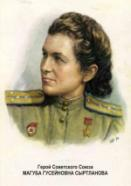 Герой Советского Союза
МАГУБА ГУСЕЙНОВНА СЫРТЛАНОВА